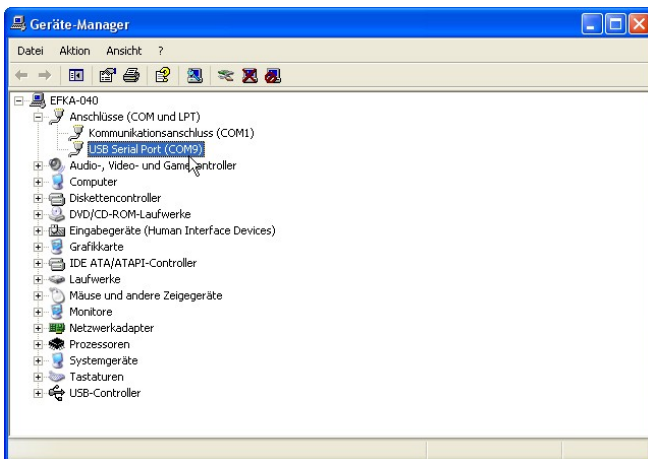 Geräte-Manager
Datei Aktion Ansicht ?
EFKA-040
Anschlüsse (COM und LPT)
Kommunikationsanschluss (COM1)
USB Serial Port (COM9)
Audio-, Video- und Gamecontroller
Computer
Diskettencontroller
DVD/CD-ROM-Laufwerke
Eingabegeräte (Human Interface Devices)
Grafikkarte
IDE ATA/ATAPI-Controller
Laufwerke
Mäuse und andere Zeigegeräte
Monitore
Netzwerkadapter
Prozessoren
Systemgeräte
Tastaturen
USB-Controller